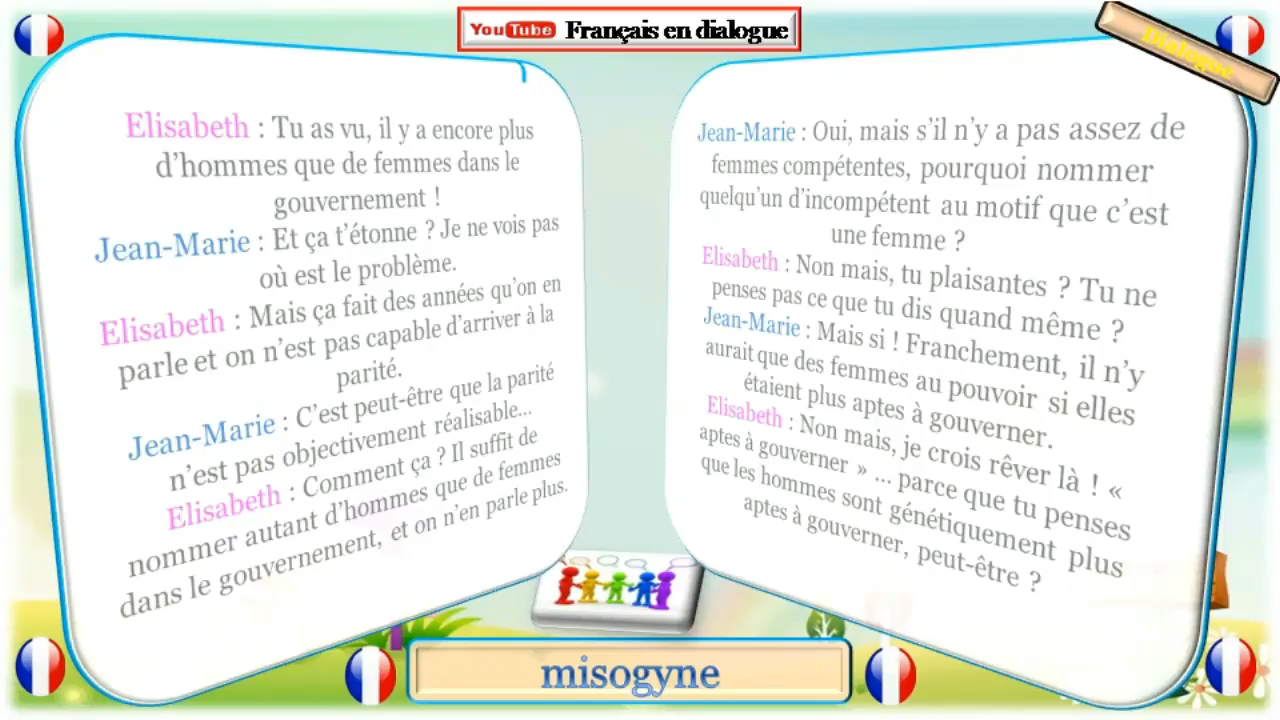 YouTube Français en dialogue
Dialogue
Elisabeth : Tu as vu, il y a encore plus
d'hommes que de femmes dans le
gouvernement !
Jean-Marie : Et ça t'étonne ? Je ne vois pas
où est le problème.
Elisabeth : Mais ça fait des années qu'on en
parle et on n'est pas capable d'arriver à la
parité.
Jean-Marie : C'est peut-être que la parité
n'est pas objectivement réalisable...
Elisabeth : Comment ça ? Il suffit de
nommer autant d'hommes que de femmes
dans le gouvernement, et on n'en parle plus.
Jean-Marie : Oui, mais s'il n'y a pas assez de
femmes compétentes, pourquoi nommer
quelqu'un d'incompétent au motif que c'est
une femme ?
Elisabeth : Non mais, tu plaisantes ? Tu ne
penses pas ce que tu dis quand même ?
Jean-Marie : Mais si ! Franchement, il n'y
aurait que des femmes au pouvoir si elles
étaient plus aptes à gouverner.
Elisabeth : Non mais, je crois rêver là ! «
aptes à gouverner » ... parce que tu penses
que les hommes sont génétiquement plus
aptes à gouverner, peut-être ?
misogyne